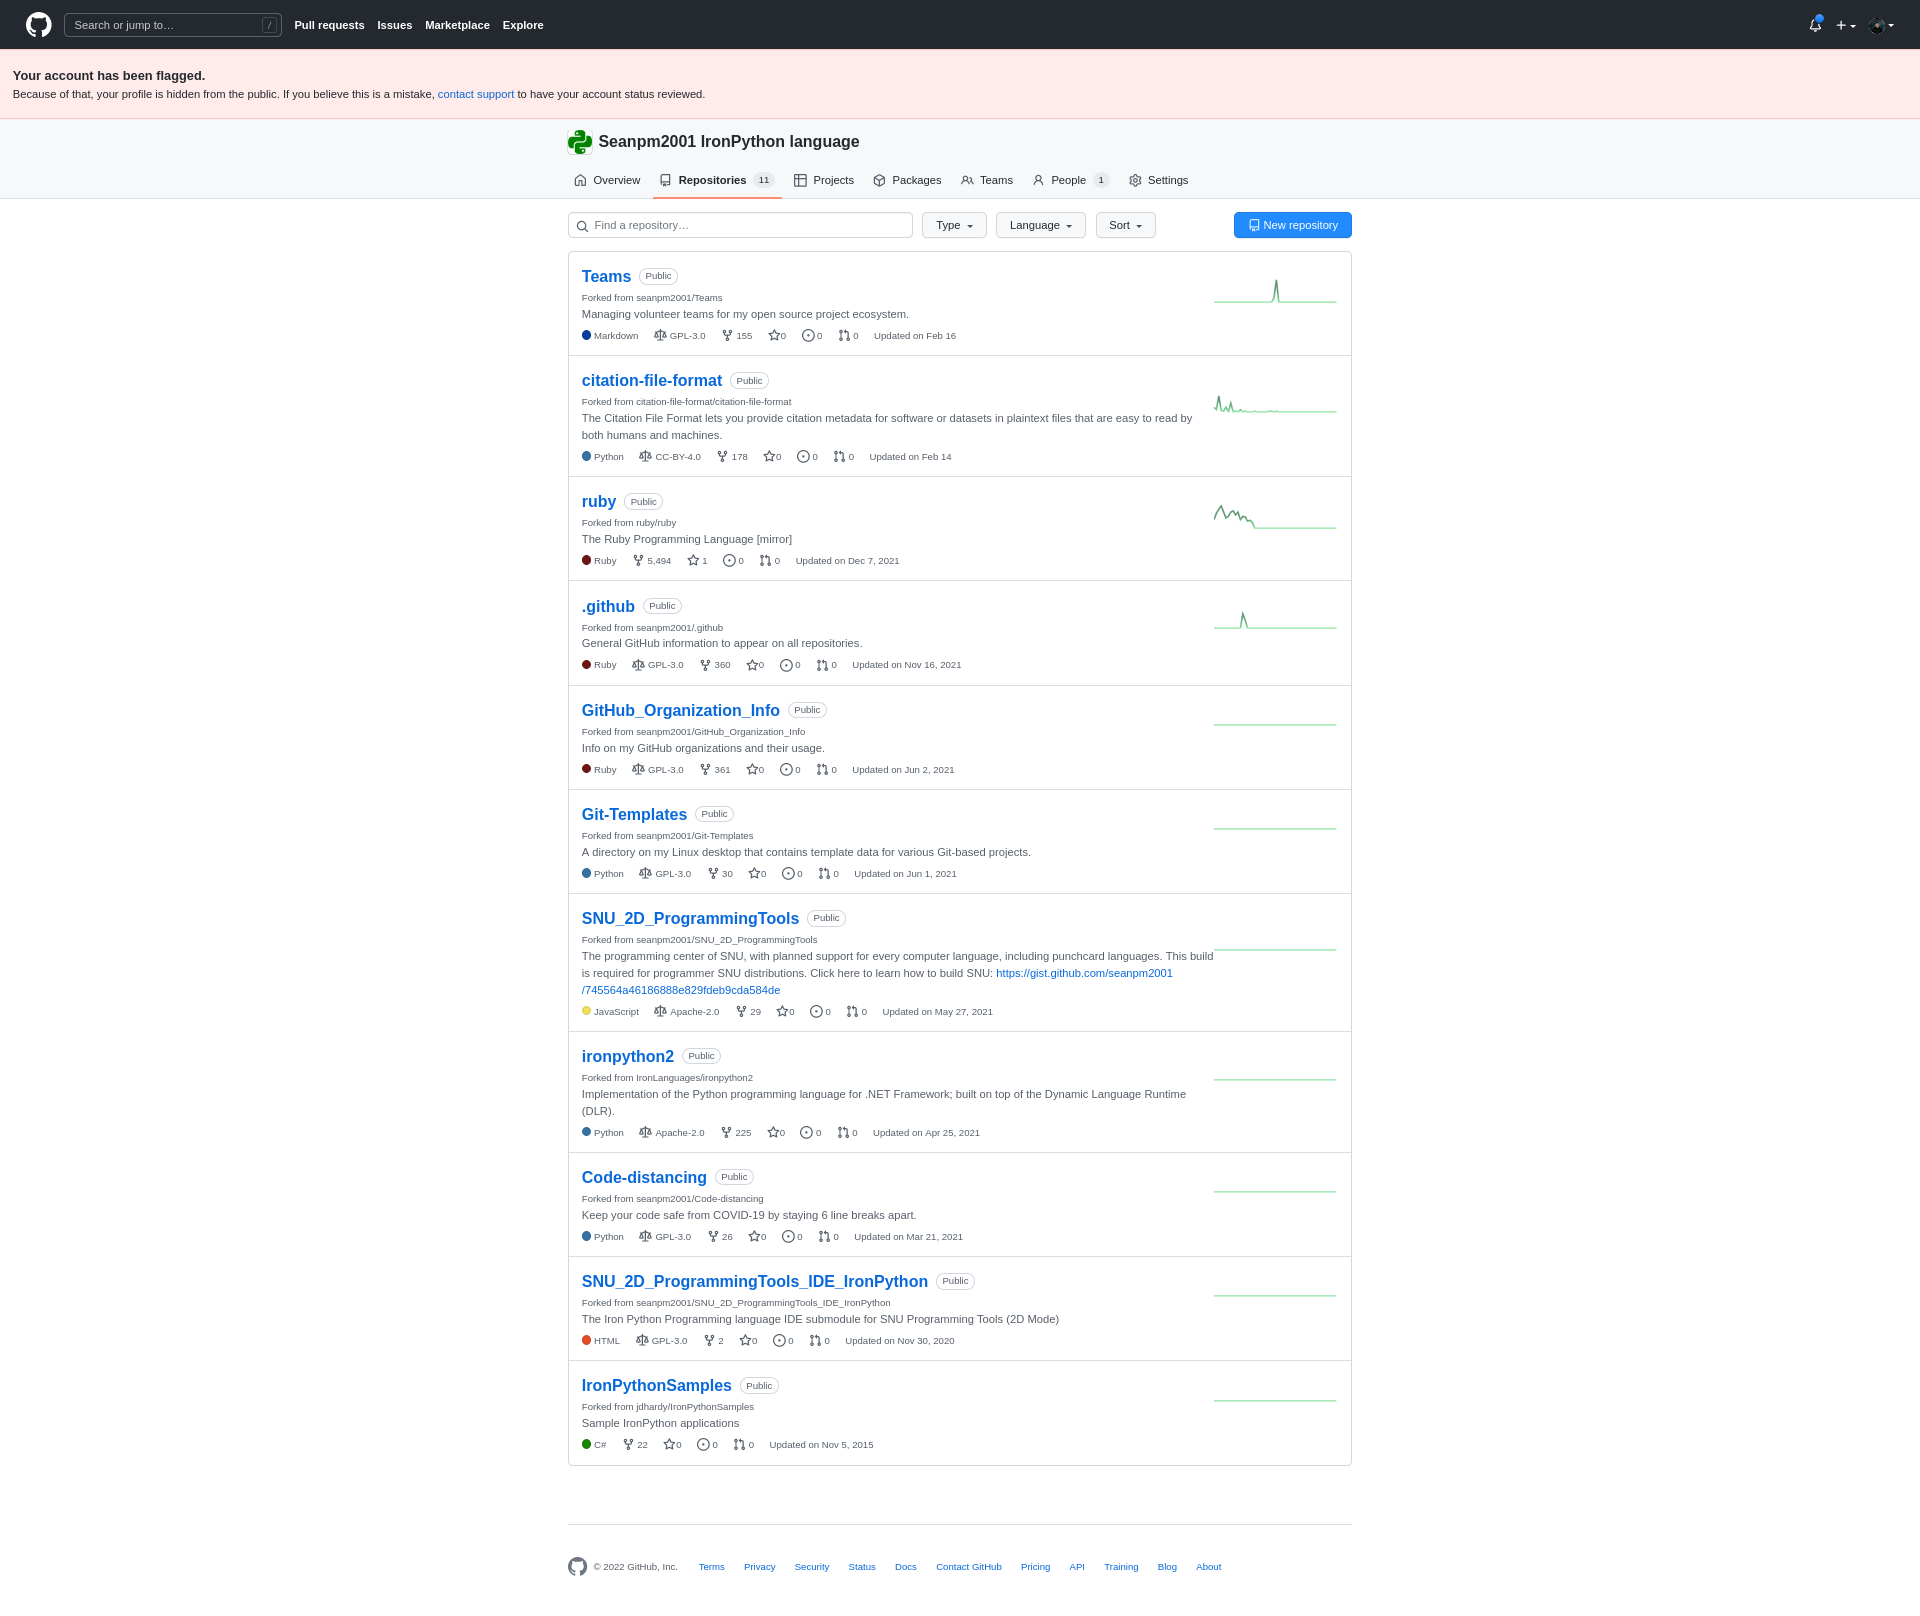 Search or jump to… /
Pull requests Issues Marketplace Explore
Your account has been flagged.
Because of that, your profile is hidden from the public. If you believe this is a mistake, contact support to have your account status reviewed.
Seanpm2001 IronPython language
Overview Repositories 11 Projects Packages Teams People 1 Settings
Find a repository… Type Language Sort New repository
Teams Public
Forked from seanpm2001/Teams
Managing volunteer teams for my open source project ecosystem.
Markdown GPL-3.0 155 0 0 0 Updated on Feb 16
citation-file-format Public
Forked from citation-file-format/citation-file-format
The Citation File Format lets you provide citation metadata for software or datasets in plaintext files that are easy to read by
both humans and machines.
Python CC-BY-4.0 178 0 0 0 Updated on Feb 14
ruby Public
Forked from ruby/ruby
The Ruby Programming Language [mirror]
Ruby 5,494 1 0 0 Updated on Dec 7, 2021
.github Public
Forked from seanpm2001/.github
General GitHub information to appear on all repositories.
Ruby GPL-3.0 360 0 0 0 Updated on Nov 16, 2021
GitHub_Organization_Info Public
Forked from seanpm2001/GitHub_Organization_Info
Info on my GitHub organizations and their usage.
Ruby GPL-3.0 361 0 0 0 Updated on Jun 2, 2021
Git-Templates Public
Forked from seanpm2001/Git-Templates
A directory on my Linux desktop that contains template data for various Git-based projects.
Python GPL-3.0 30 0 0 0 Updated on Jun 1, 2021
SNU_2D_ProgrammingTools Public
Forked from seanpm2001/SNU_2D_ProgrammingTools
The programming center of SNU, with planned support for every computer language, including punchcard languages. This build
is required for programmer SNU distributions. Click here to learn how to build SNU: https://gist.github.com/seanpm2001
/745564a46186888e829fdeb9cda584de
JavaScript Apache-2.0 29 0 0 0 Updated on May 27, 2021
ironpython2 Public
Forked from IronLanguages/ironpython2
Implementation of the Python programming language for .NET Framework; built on top of the Dynamic Language Runtime
(DLR).
Python Apache-2.0 225 0 0 0 Updated on Apr 25, 2021
Code-distancing Public
Forked from seanpm2001/Code-distancing
Keep your code safe from COVID-19 by staying 6 line breaks apart.
Python GPL-3.0 26 0 0 0 Updated on Mar 21, 2021
SNU_2D_ProgrammingTools_IDE_IronPython Public
Forked from seanpm2001/SNU_2D_ProgrammingTools_IDE_IronPython
The Iron Python Programming language IDE submodule for SNU Programming Tools (2D Mode)
HTML GPL-3.0 2 0 0 0 Updated on Nov 30, 2020
IronPythonSamples Public
Forked from jdhardy/IronPythonSamples
Sample IronPython applications
C# 22 0 0 0 Updated on Nov 5, 2015
© 2022 GitHub, Inc. Terms Privacy Security Status Docs Contact GitHub Pricing API Training Blog About